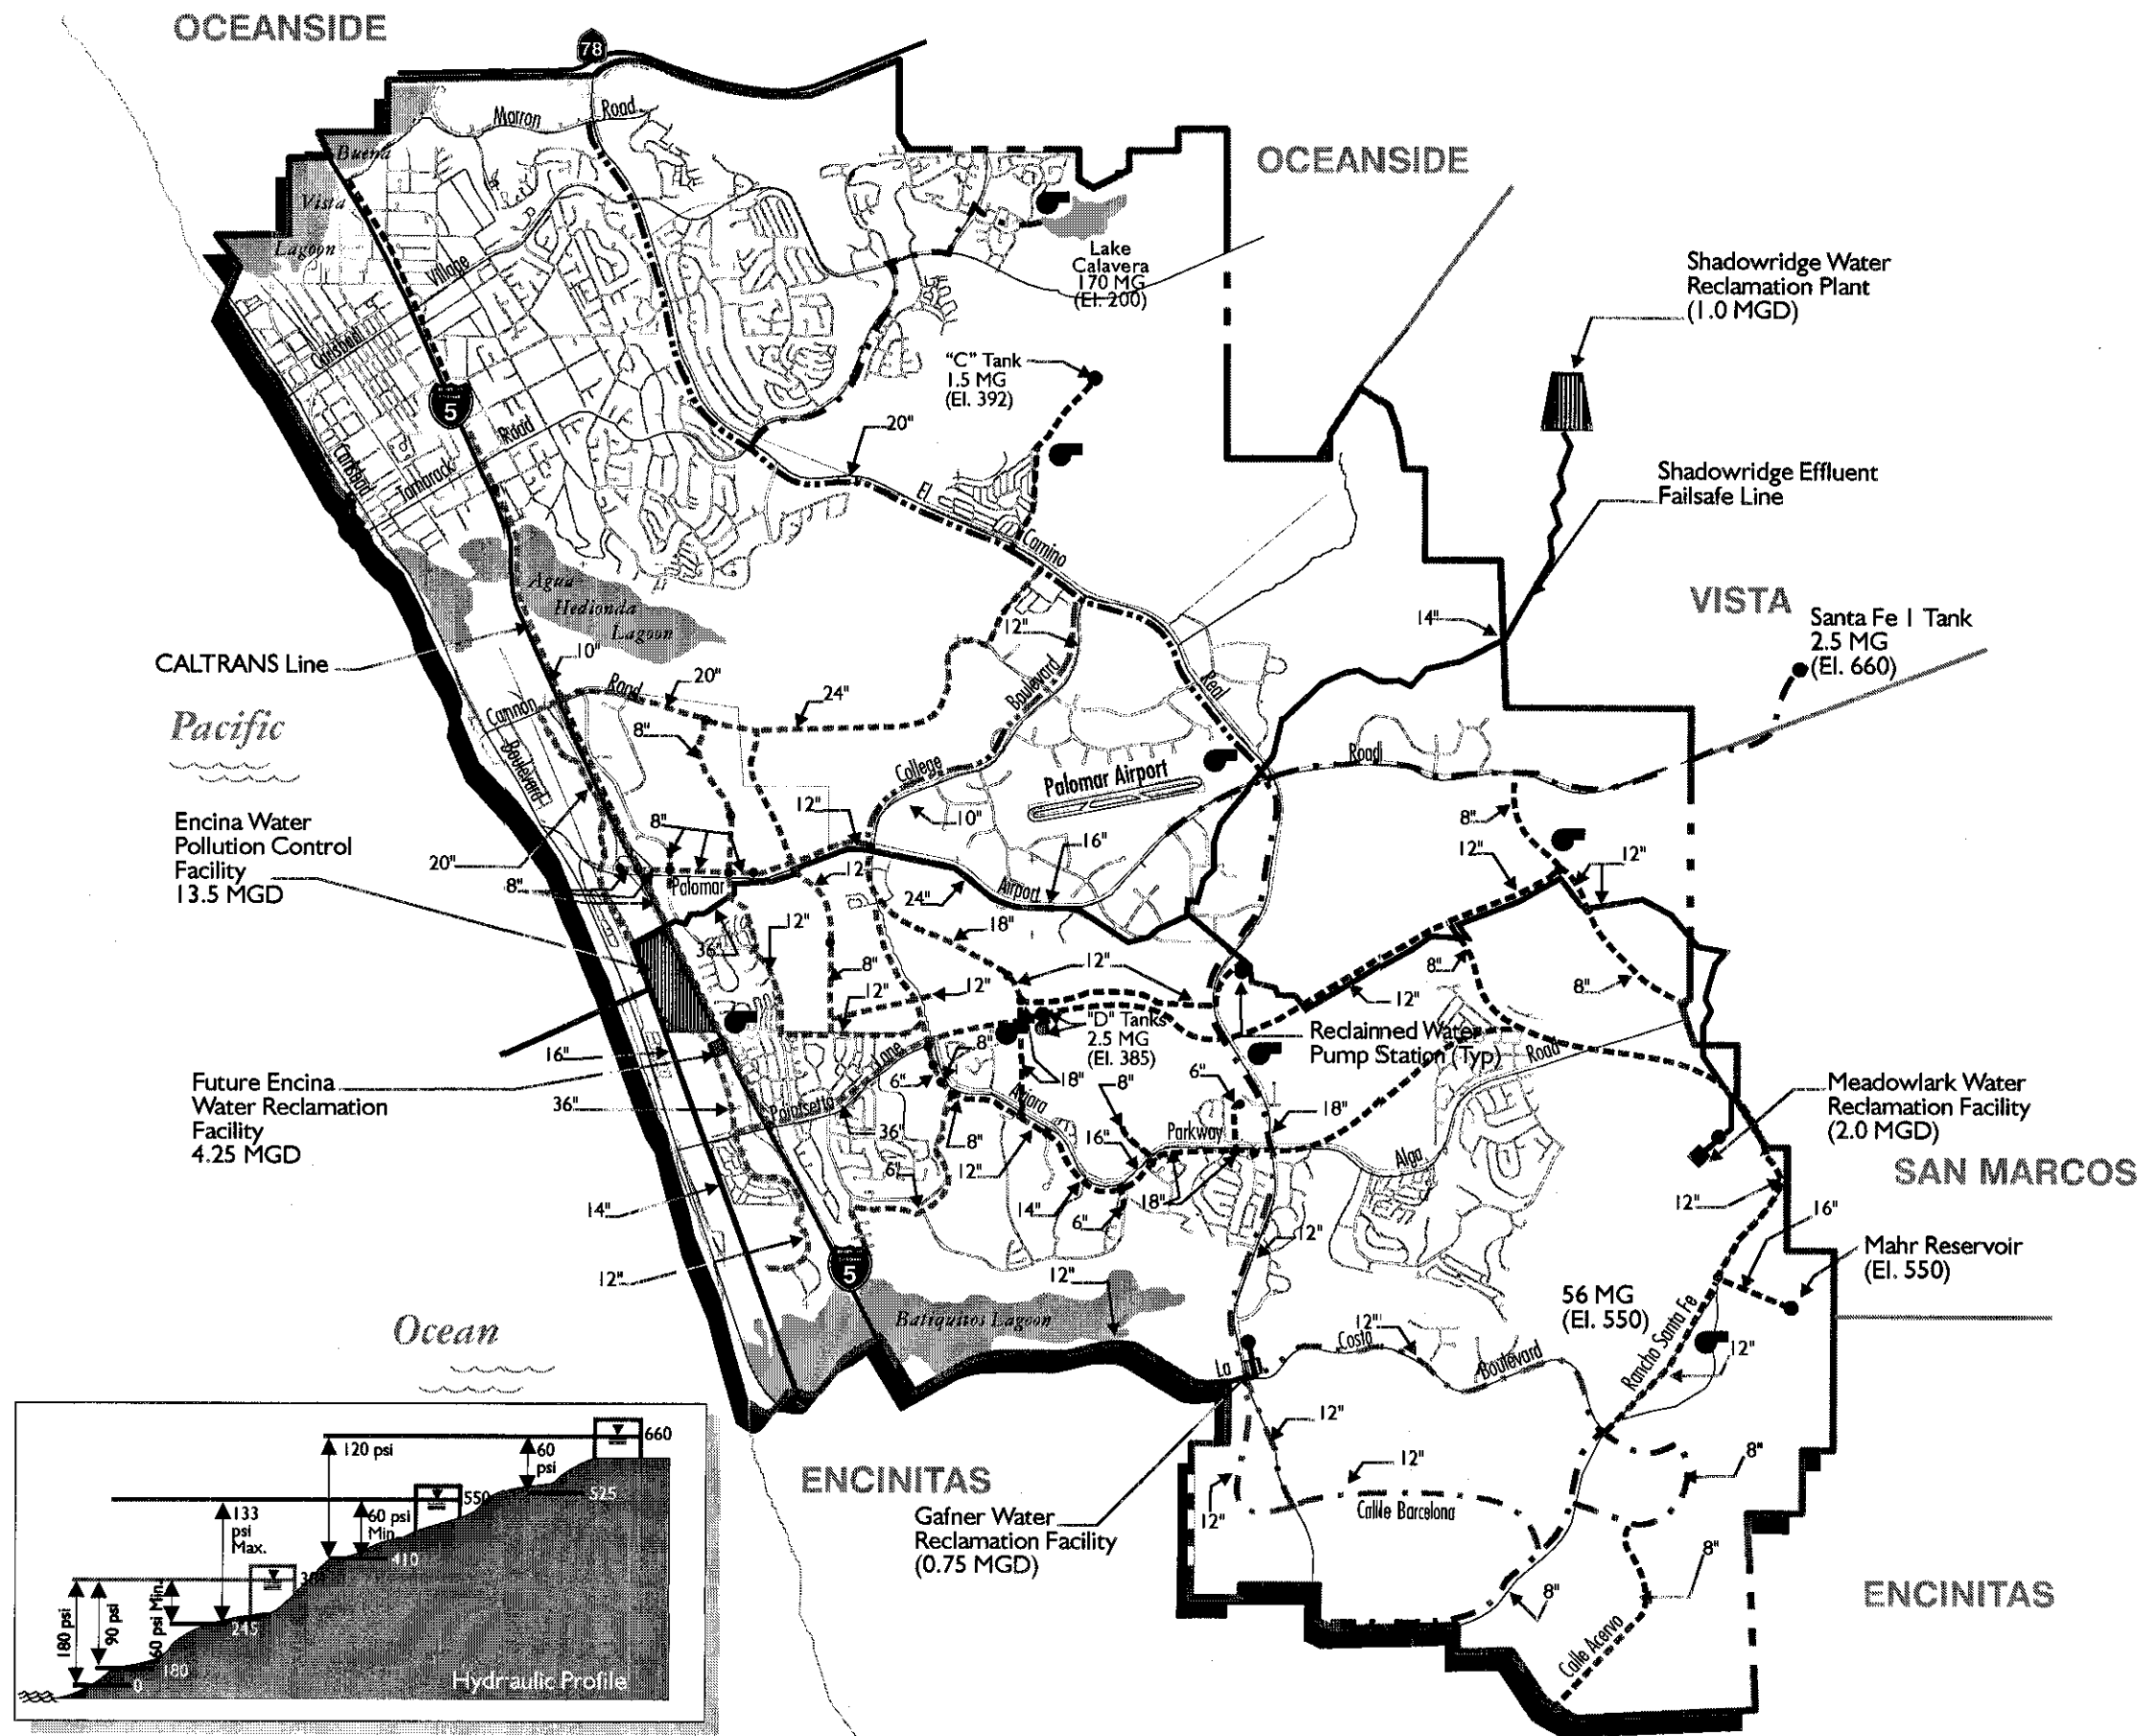 OCEANSIDE
78
Marron
Road
Buena
Vista
Lagoon
OCEANSIDE
Lake
Calavera
170 MG
(El. 200)
Village
Carlsbad
Shadowridge Water
Reclamation Plant
(1.0 MGD)
"C" Tank
1.5 MG
(El. 392)
5
20"
Road
Tamarack
Carlsbad
Shadowridge Effluent
Failsafe Line
El
Camino
Agua
Hedionda
Lagoon
VISTA
14"
Santa Fe I Tank
2.5 MG
(El. 660)
12"
CALTRANS Line
10"
Road
20"
24"
Boulevard
Real
Cannon
Pacific
8"
Boulevard
College
Palomar Airport
Road
12"
10"
8"
Encina Water
Pollution Control
Facility
13.5 MGD
8"
20"
16"
12"
12"
8"
Palomar
12"
24"
Airport
36"
12"
18"
8"
12"
12"
12"
8"
8"
12"
"D" Tanks
2.5 MG
(El. 385)
Reclainned Water
Pump Station (Typ)
Road
16"
Lane
8"
6"
18"
8"
6"
Future Encina
Water Reclamation
Facility
4.25 MGD
36"
Poinsettia
36"
Aviara
8"
12"
16"
Parkway
18"
Alga
Meadowlark Water
Reclamation Facility
(2.0 MGD)
SAN MARCOS
6"
14"
14"
6"
18"
12"
12"
16"
12"
5
12"
Mahr Reservoir
(El. 550)
56 MG
(El. 550)
Batiquitos Lagoon
12"
Costa
La
Boulevard
Rancho Santa Fe
12"
Ocean
12"
12"
12"
8"
ENCINITAS
Calle Barcelona
12"
Gafner Water
Reclamation Facility
(0.75 MGD)
8"
8"
ENCINITAS
Calle Acervo
120 psi
60
psi
660
133
psi
Max.
60 psi
Min.
550
525
410
180 psi
90 psi
60 psi Min.
245
180
0
Hydraulic Profile